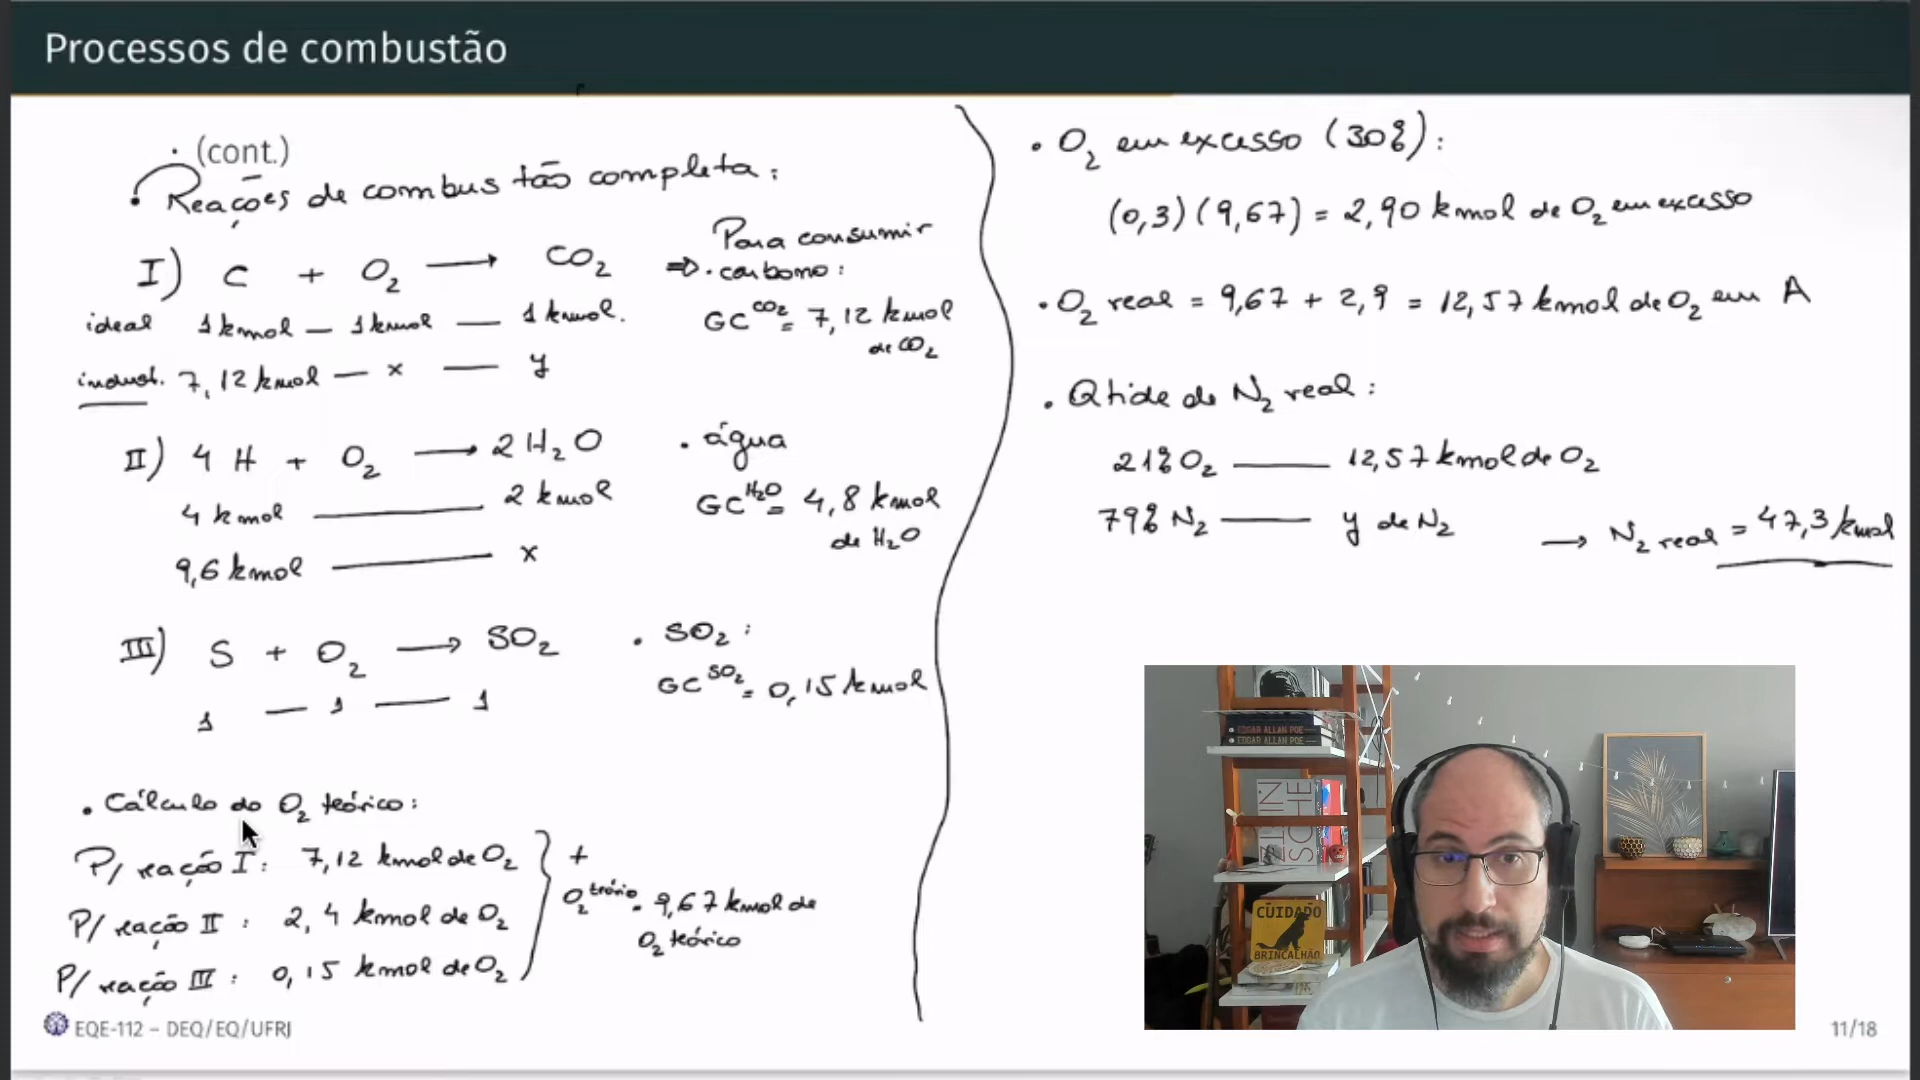 Processos de combustão
• (cont.)
• Reações de combustão completa:
I) C + O₂ ⟶ CO₂
ideal 1 kmol — 1 kmol — 1 kmol.
indust. 7,12 kmol — x — y
⇒ Para consumir
• carbono:
GC^CO₂ = 7,12 kmol
de CO₂
II) 4 H + O₂ ⟶ 2 H₂O
4 kmol ——— 2 kmol
9,6 kmol ——— x
• água
GC^H₂O = 4,8 kmol
de H₂O
III) S + O₂ ⟶ SO₂
1 — 1 — 1
• SO₂:
GC^SO₂ = 0,15 kmol
• Cálculo do O₂ teórico:
P/ reação I: 7,12 kmol de O₂
P/ reação II: 2,4 kmol de O₂
P/ reação III: 0,15 kmol de O₂
} +
O₂^teório = 9,67 kmol de
O₂ teórico
• O₂ em excesso (30%):
(0,3)(9,67) = 2,90 kmol de O₂ em excesso
• O₂ real = 9,67 + 2,9 = 12,57 kmol de O₂ em A
• Qtide de N₂ real:
21% O₂ ——— 12,57 kmol de O₂
79% N₂ ——— y de N₂
→ N₂ real = 47,3 kmol
EDGAR ALLAN POE
EDGAR ALLAN POE
CUIDADO
BRINCALHÃO
EQE-112 – DEQ/EQ/UFRJ
11/18